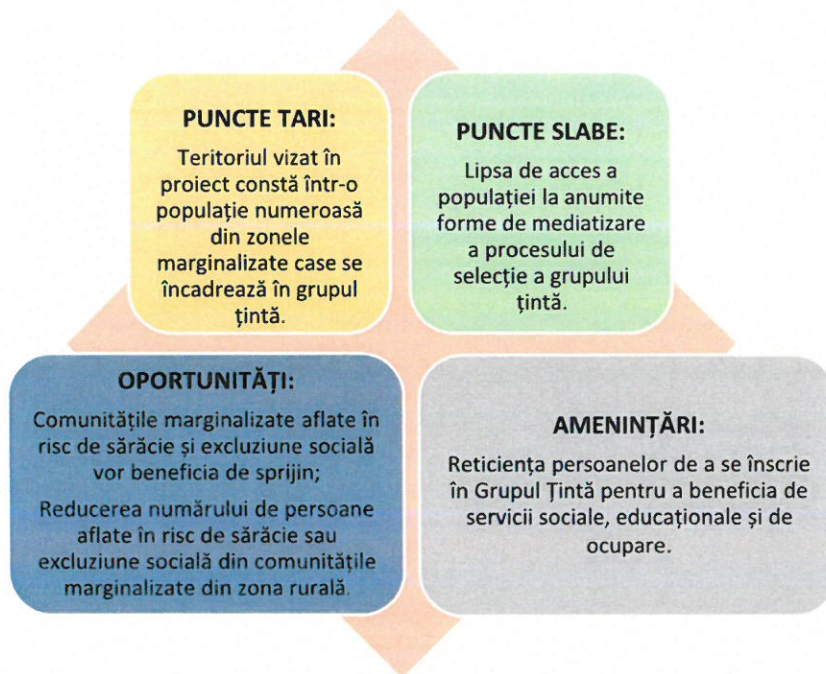 PUNCTE TARI:
Teritoriul vizat în
proiect constă într-o
populație numeroasă
din zonele
marginalizate case se
încadrează în grupul
țintă.
PUNCTE SLABE:
Lipsa de acces a
populației la anumite
forme de mediatizare
a procesului de
selecție a grupului
țintă.
OPORTUNITĂȚI:
Comunitățile marginalizate aflate în
risc de sărăcie și excluziune socială
vor beneficia de sprijin;
Reducerea numărului de persoane
aflate în risc de sărăcie sau
excluziune socială din comunitățile
marginalizate din zona rurală.
AMENINȚĂRI:
Reticiența persoanelor de a se înscrie
în Grupul Țintă pentru a beneficia de
servicii sociale, educaționale și de
ocupare.